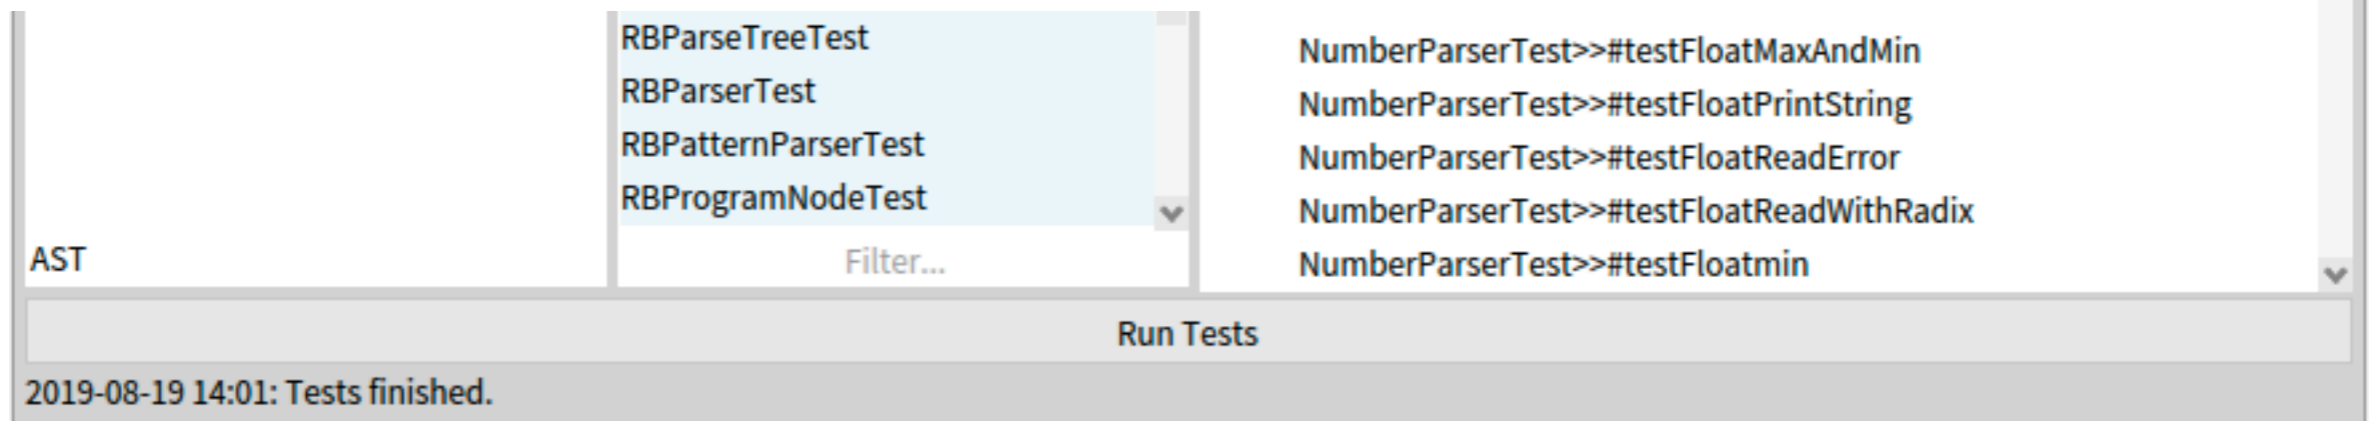 AST
RBParseTreeTest
RBParserTest
RBPatternParserTest
RBProgramNodeTest
Filter...
NumberParserTest>>#testFloatMaxAndMin
NumberParserTest>>#testFloatPrintString
NumberParserTest>>#testFloatReadError
NumberParserTest>>#testFloatReadWithRadix
NumberParserTest>>#testFloatmin
Run Tests
2019-08-19 14:01: Tests finished.